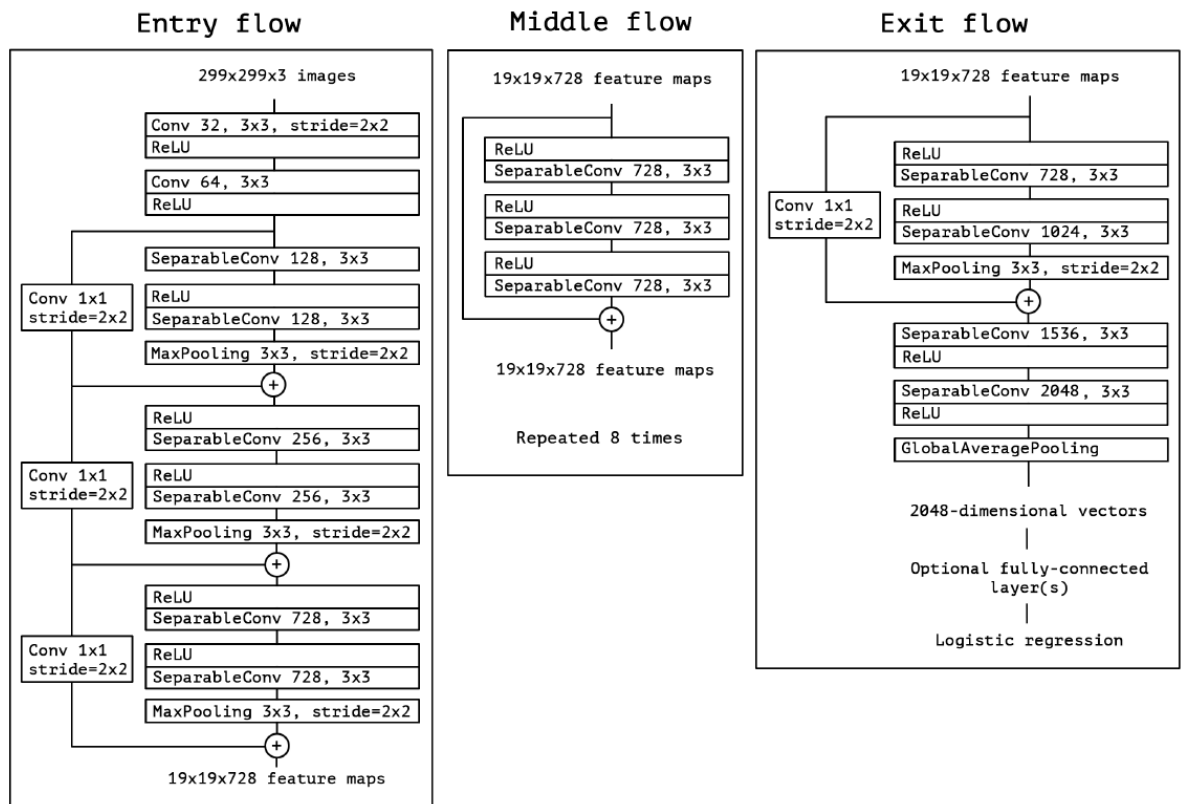 Entry flow
299x299x3 images
Conv 32, 3x3, stride=2x2
ReLU
Conv 64, 3x3
ReLU
SeparableConv 128, 3x3
Conv 1x1
stride=2x2
ReLU
SeparableConv 128, 3x3
MaxPooling 3x3, stride=2x2
+
ReLU
SeparableConv 256, 3x3
Conv 1x1
stride=2x2
ReLU
SeparableConv 256, 3x3
MaxPooling 3x3, stride=2x2
+
ReLU
SeparableConv 728, 3x3
Conv 1x1
stride=2x2
ReLU
SeparableConv 728, 3x3
MaxPooling 3x3, stride=2x2
+
19x19x728 feature maps
Middle flow
19x19x728 feature maps
ReLU
SeparableConv 728, 3x3
ReLU
SeparableConv 728, 3x3
ReLU
SeparableConv 728, 3x3
+
19x19x728 feature maps
Repeated 8 times
Exit flow
19x19x728 feature maps
ReLU
SeparableConv 728, 3x3
Conv 1x1
stride=2x2
ReLU
SeparableConv 1024, 3x3
MaxPooling 3x3, stride=2x2
+
SeparableConv 1536, 3x3
ReLU
SeparableConv 2048, 3x3
ReLU
GlobalAveragePooling
2048-dimensional vectors
Optional fully-connected
layer(s)
Logistic regression